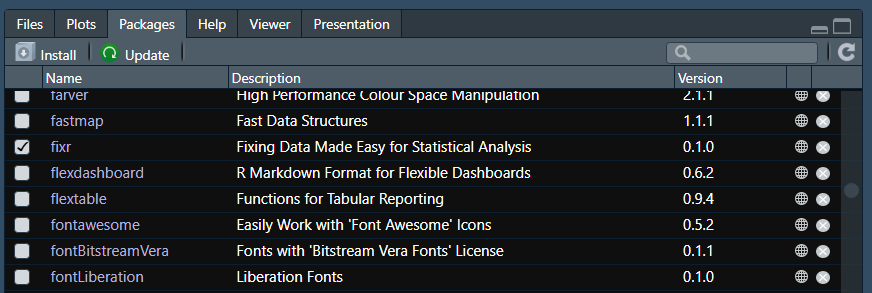 Files Plots Packages Help Viewer Presentation
Install Update
Name Description Version
farver High Performance Colour Space Manipulation 2.1.1
fastmap Fast Data Structures 1.1.1
fixr Fixing Data Made Easy for Statistical Analysis 0.1.0
flexdashboard R Markdown Format for Flexible Dashboards 0.6.2
flextable Functions for Tabular Reporting 0.9.4
fontawesome Easily Work with 'Font Awesome' Icons 0.5.2
fontBitstreamVera Fonts with 'Bitstream Vera Fonts' License 0.1.1
fontLiberation Liberation Fonts 0.1.0